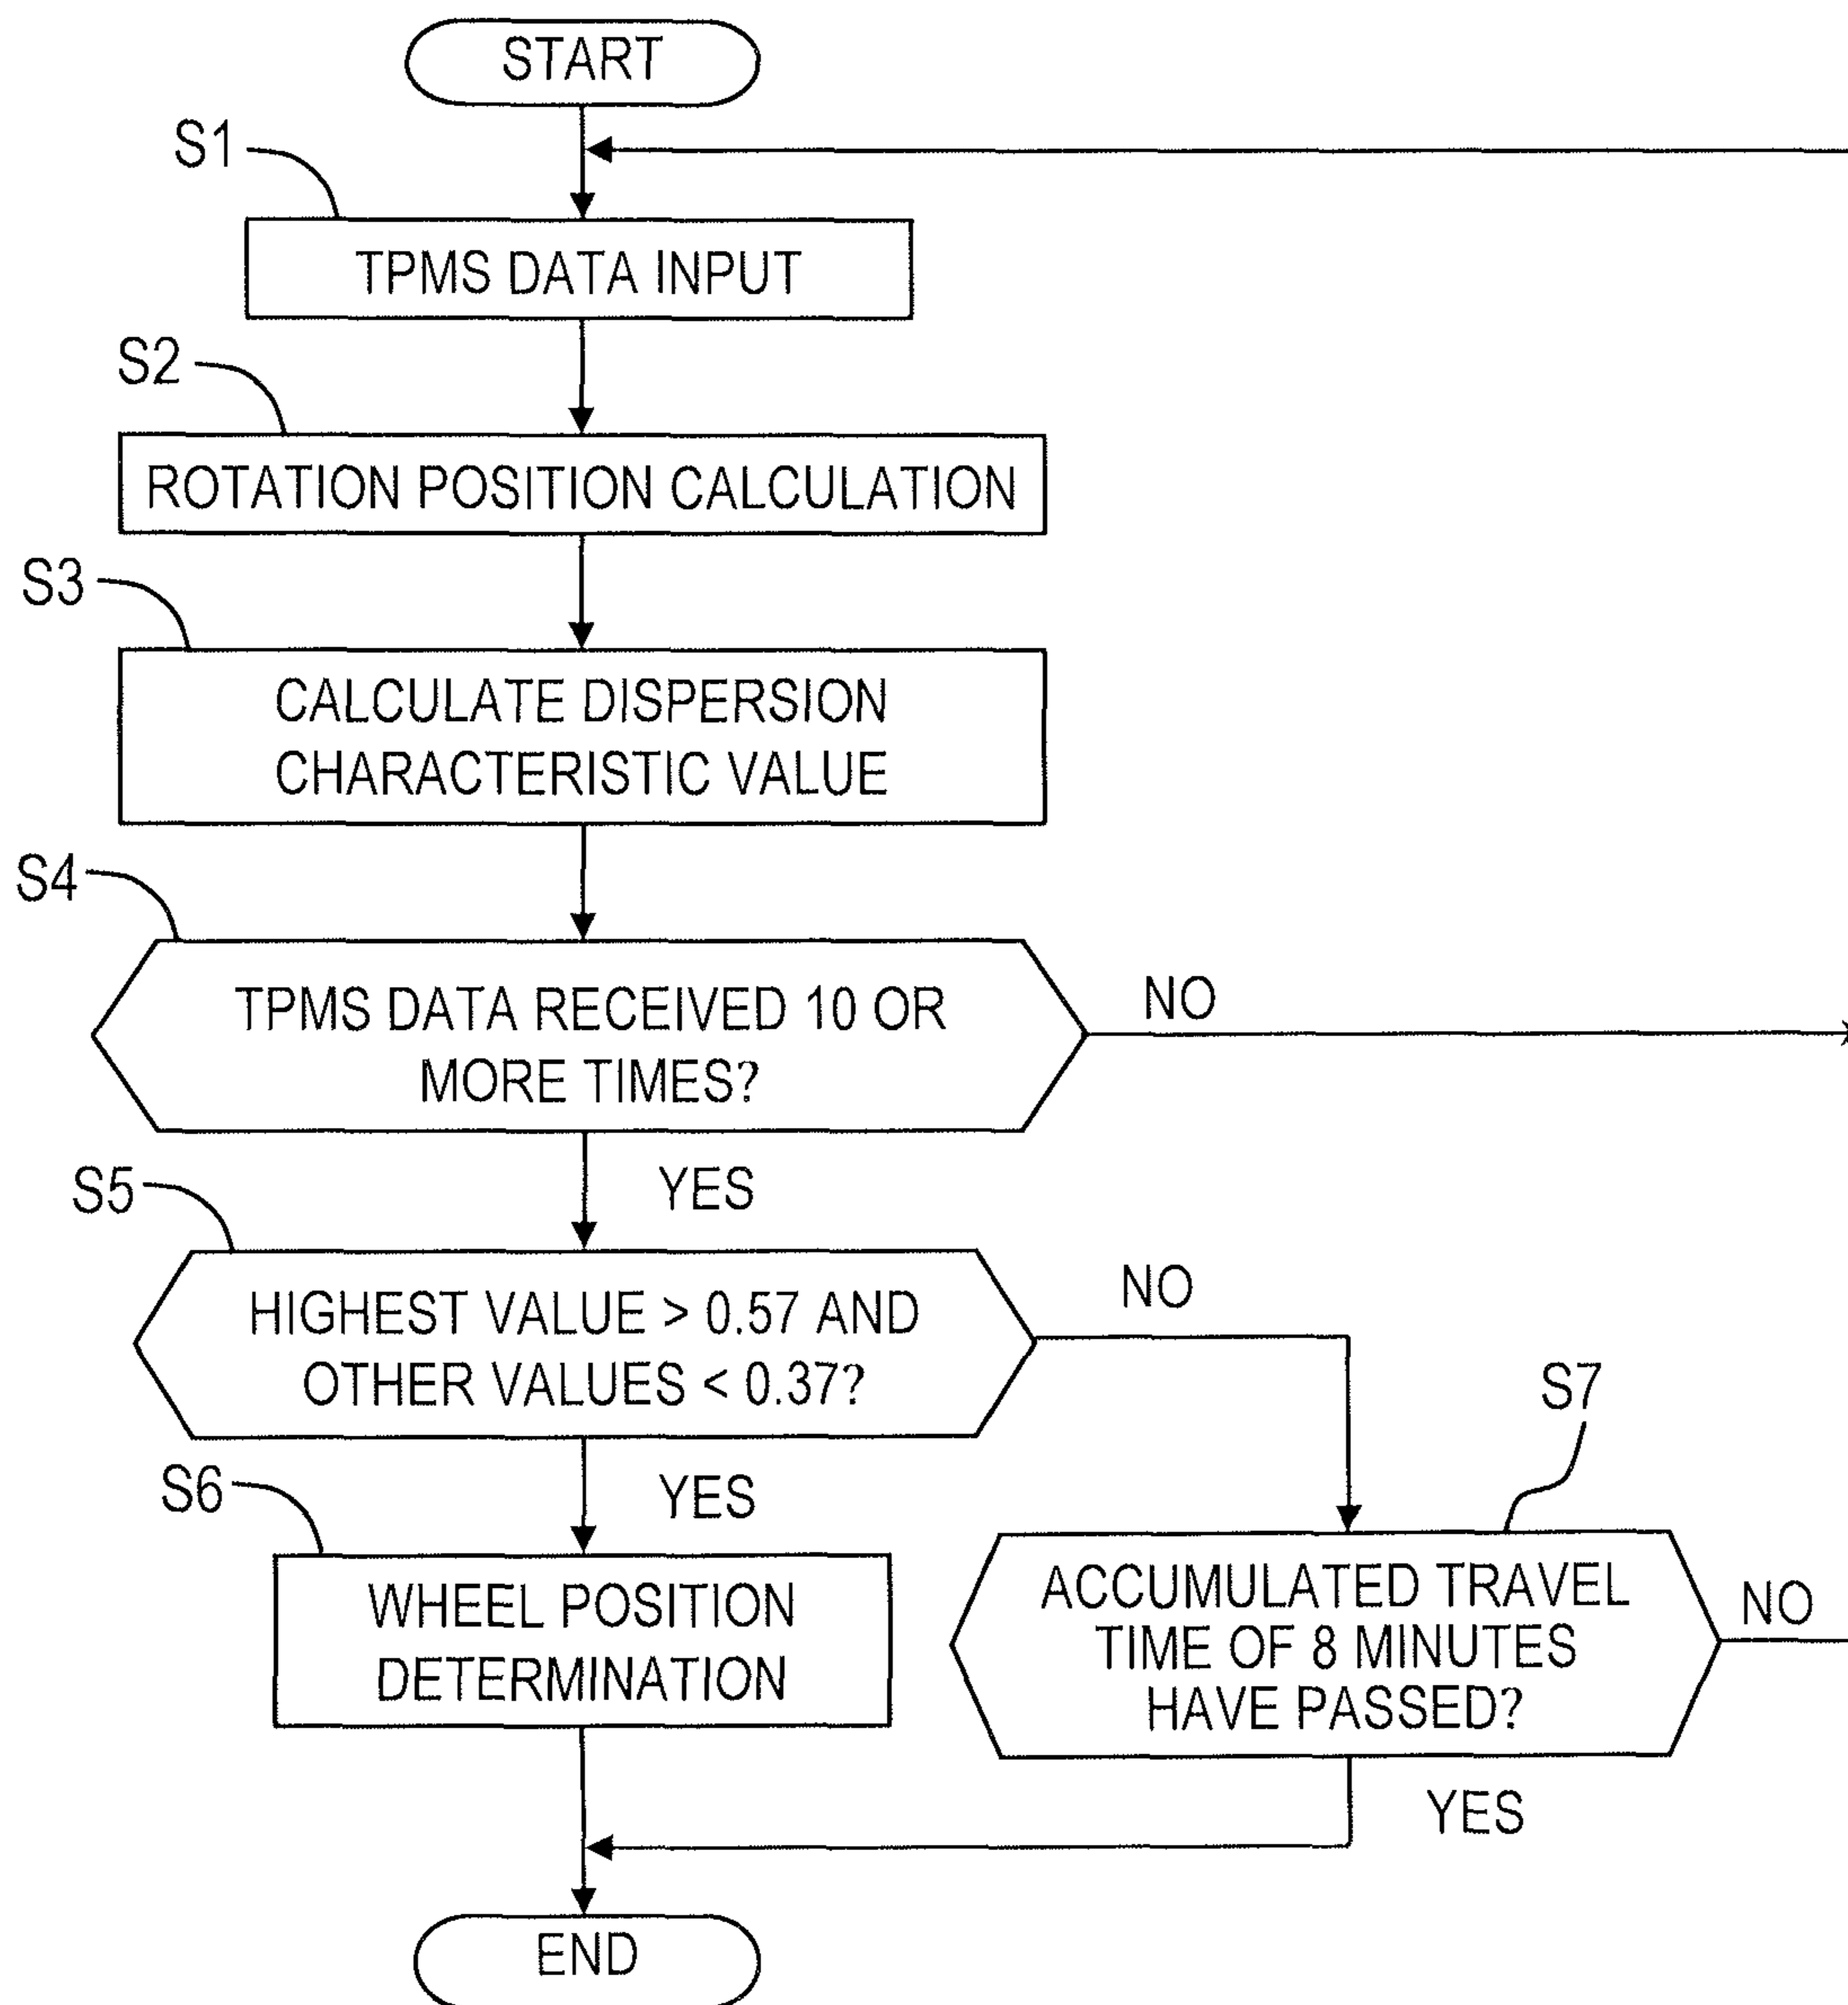 START
S1
TPMS DATA INPUT
S2
ROTATION POSITION CALCULATION
S3
CALCULATE DISPERSION
CHARACTERISTIC VALUE
S4
TPMS DATA RECEIVED 10 OR
MORE TIMES?
NO
YES
S5
HIGHEST VALUE > 0.57 AND
OTHER VALUES < 0.37?
NO
YES
S6
WHEEL POSITION
DETERMINATION
S7
ACCUMULATED TRAVEL
TIME OF 8 MINUTES
HAVE PASSED?
NO
YES
END